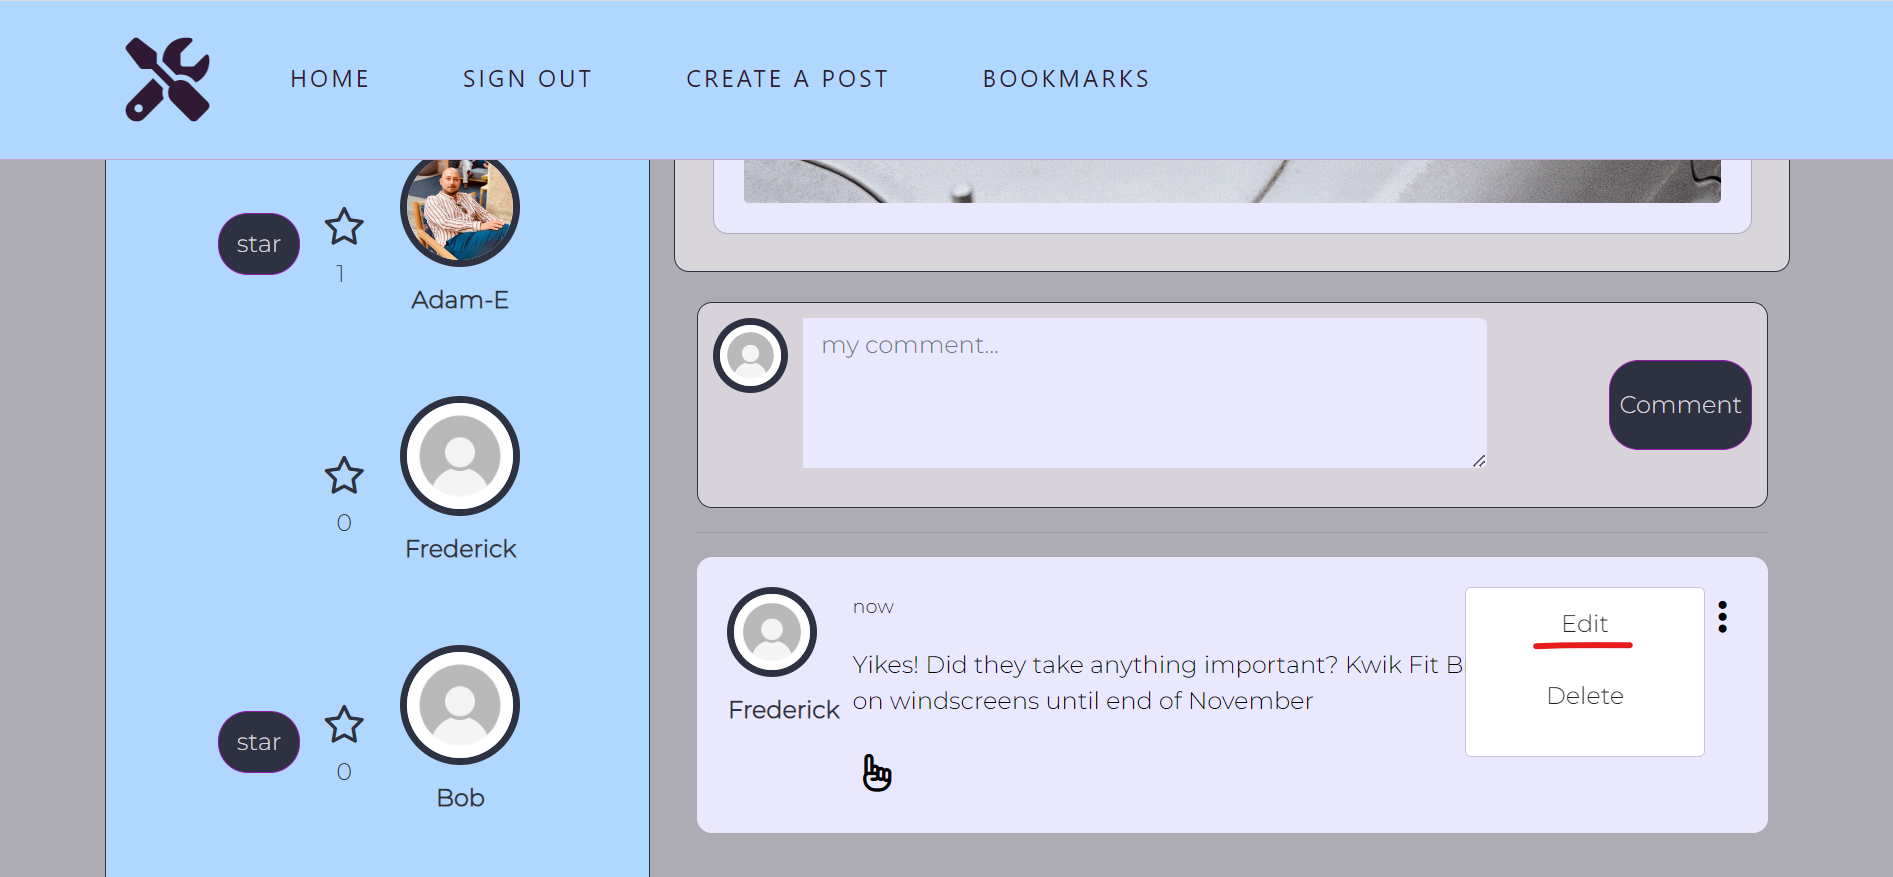 HOME SIGN OUT CREATE A POST BOOKMARKS
star
1
Adam-E
0
Frederick
star
0
Bob
my comment...
Comment
Frederick
now
Yikes! Did they take anything important? Kwik Fit B
on windscreens until end of November
Edit
Delete